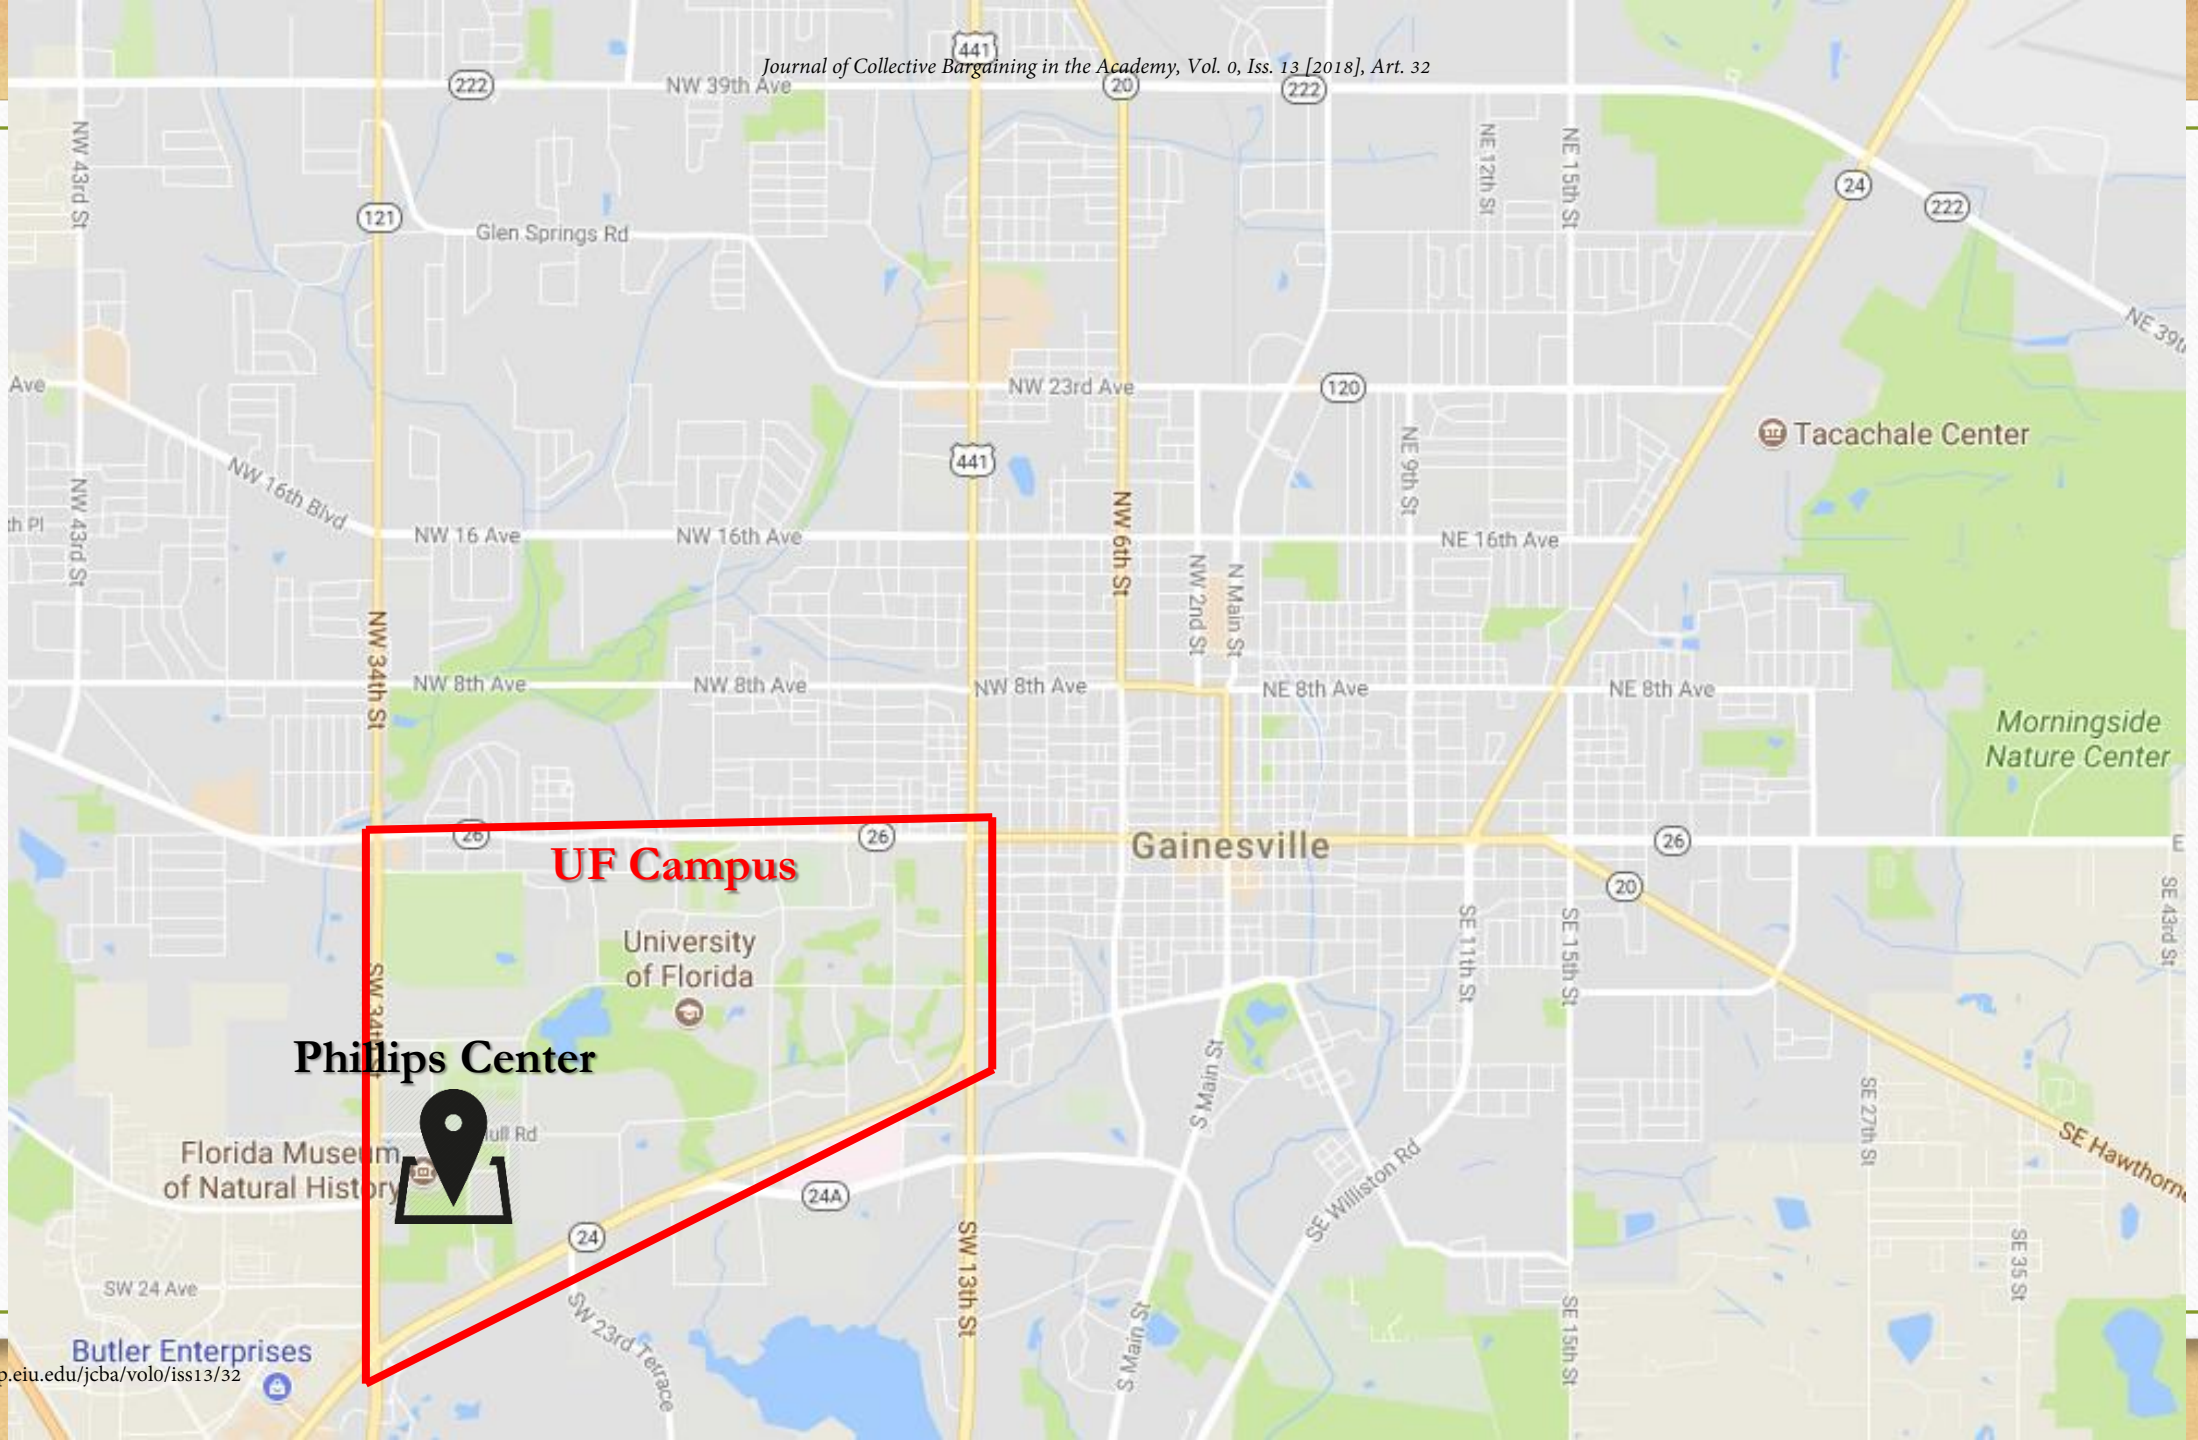 441
Journal of Collective Bargaining in the Academy, Vol. 0, Iss. 13 [2018], Art. 32
222
NW 39th Ave
20
222
NW 43rd St
NE 12th St
NE 15th St
24
222
121
Glen Springs Rd
NE 39th
Ave
NW 23rd Ave
120
Tacachale Center
441
NE 9th St
NW 16th Blvd
NW 43rd St
th Pl
NW 16 Ave
NW 16th Ave
NW 6th St
NE 16th Ave
NW 2nd St
N Main St
NW 34th St
NW 8th Ave
NW 8th Ave
NW 8th Ave
NE 8th Ave
NE 8th Ave
Morningside
Nature Center
26
26
Gainesville
26
E
UF Campus
20
SE 43rd St
SE 11th St
SE 15th St
University
of Florida
SW 34th St
Phillips Center
S Main St
SE 27th St
Hull Rd
Florida Museum
of Natural History
SE Hawthorne
24A
SE Williston Rd
24
SW 13th St
SE 35 St
SW 24 Ave
SW 23rd Terrace
S Main St
SE 15th St
Butler Enterprises
p.eiu.edu/jcba/vol0/iss13/32